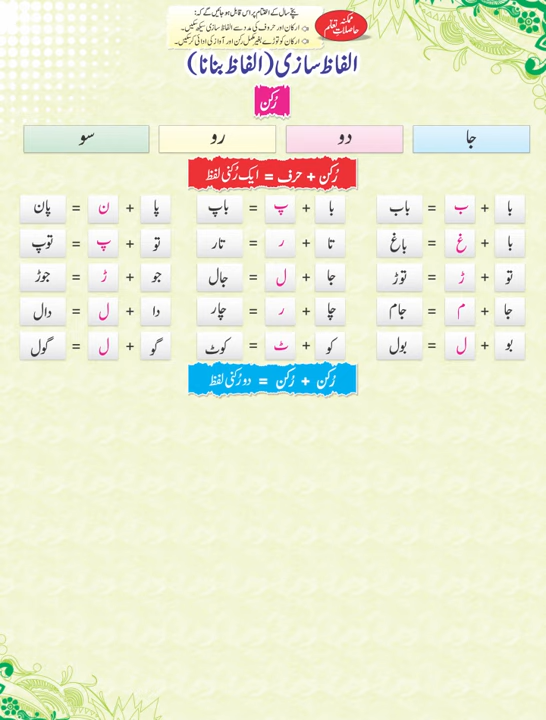 ممکنہ حاصلاتِ تعلم
بچے سال کے اختتام پر اس قابل ہو جائیں گے کہ:
ارکان اور حروف کی مدد سے الفاظ سازی سیکھ سکیں۔
ارکان کو توڑے بغیر مکمل رکن اور آواز کی ادائی کر سکیں۔
الفاظ سازی (الفاظ بنانا)
رُکن
جا دو رو سو
رُکن + حرف = ایک رُکنی لفظ
با + ب = باب با + پ = باپ پا + ن = پان
با + غ = باغ تا + ر = تار تو + پ = توپ
تو + ڑ = توڑ جا + ل = جال جو + ڑ = جوڑ
جا + م = جام چا + ر = چار دا + ل = دال
بو + ل = بول کو + ٹ = کوٹ گو + ل = گول
رُکن + رُکن = دو رُکنی لفظ